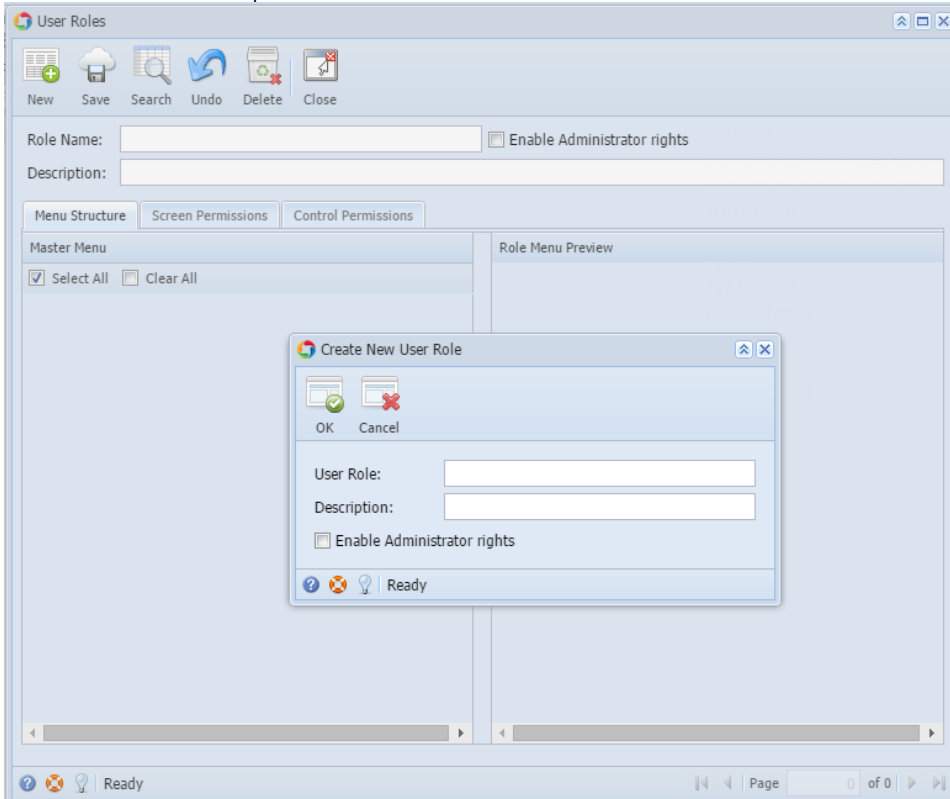 User Roles
New Save Search Undo Delete Close
Role Name: Enable Administrator rights
Description:
Menu Structure Screen Permissions Control Permissions
Master Menu Role Menu Preview
Select All Clear All
Create New User Role
OK Cancel
User Role:
Description:
Enable Administrator rights
Ready
Ready Page 0 of 0